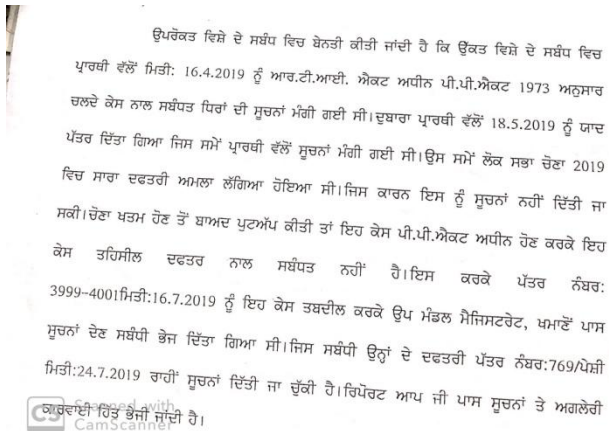 ਉਪਰੋਕਤ ਵਿਸ਼ੇ ਦੇ ਸਬੰਧ ਵਿਚ ਬੇਨਤੀ ਕੀਤੀ ਜਾਂਦੀ ਹੈ ਕਿ ਉੱਕਤ ਵਿਸ਼ੇ ਦੇ ਸਬੰਧ ਵਿਚ
ਪ੍ਰਾਰਥੀ ਵੱਲੋਂ ਮਿਤੀ: 16.4.2019 ਨੂੰ ਆਰ.ਟੀ.ਆਈ. ਐਕਟ ਅਧੀਨ ਪੀ.ਪੀ.ਐਕਟ 1973 ਅਨੁਸਾਰ
ਚਲਦੇ ਕੇਸ ਨਾਲ ਸਬੰਧਤ ਧਿਰਾਂ ਦੀ ਸੂਚਨਾਂ ਮੰਗੀ ਗਈ ਸੀ।ਦੁਬਾਰਾ ਪ੍ਰਾਰਥੀ ਵੱਲੋਂ 18.5.2019 ਨੂੰ ਯਾਦ
ਪੱਤਰ ਦਿੱਤਾ ਗਿਆ ਜਿਸ ਸਮੇਂ ਪ੍ਰਾਰਥੀ ਵੱਲੋਂ ਸੂਚਨਾਂ ਮੰਗੀ ਗਈ ਸੀ।ਉਸ ਸਮੇਂ ਲੋਕ ਸਭਾ ਚੋਣਾ 2019
ਵਿਚ ਸਾਰਾ ਦਫਤਰੀ ਅਮਲਾ ਲੱਗਿਆ ਹੋਇਆ ਸੀ।ਜਿਸ ਕਾਰਨ ਇਸ ਨੂੰ ਸੂਚਨਾਂ ਨਹੀਂ ਦਿੱਤੀ ਜਾ
ਸਕੀ।ਚੋਣਾ ਖਤਮ ਹੋਣ ਤੋਂ ਬਾਅਦ ਪੁਟਅੱਪ ਕੀਤੀ ਤਾਂ ਇਹ ਕੇਸ ਪੀ.ਪੀ.ਐਕਟ ਅਧੀਨ ਹੋਣ ਕਰਕੇ ਇਹ
ਕੇਸ ਤਹਿਸੀਲ ਦਫਤਰ ਨਾਲ ਸਬੰਧਤ ਨਹੀਂ ਹੈ।ਇਸ ਕਰਕੇ ਪੱਤਰ ਨੰਬਰ:
3999-4001ਮਿਤੀ:16.7.2019 ਨੂੰ ਇਹ ਕੇਸ ਤਬਦੀਲ ਕਰਕੇ ਉਪ ਮੰਡਲ ਮੈਜਿਸਟਰੇਟ, ਖਮਾਣੋਂ ਪਾਸ
ਸੂਚਨਾਂ ਦੇਣ ਸਬੰਧੀ ਭੇਜ ਦਿੱਤਾ ਗਿਆ ਸੀ।ਜਿਸ ਸਬੰਧੀ ਉਨ੍ਹਾਂ ਦੇ ਦਫਤਰੀ ਪੱਤਰ ਨੰਬਰ:769/ਪੇਸ਼ੀ
ਮਿਤੀ:24.7.2019 ਰਾਹੀਂ ਸੂਚਨਾਂ ਦਿੱਤੀ ਜਾ ਚੁੱਕੀ ਹੈ।ਰਿਪੋਰਟ ਆਪ ਜੀ ਪਾਸ ਸੂਚਨਾਂ ਤੇ ਅਗਲੇਰੀ
ਕਾਰਵਾਈ ਹਿਤ ਭੇਜੀ ਜਾਂਦੀ ਹੈ।
CS Scanned with
CamScanner